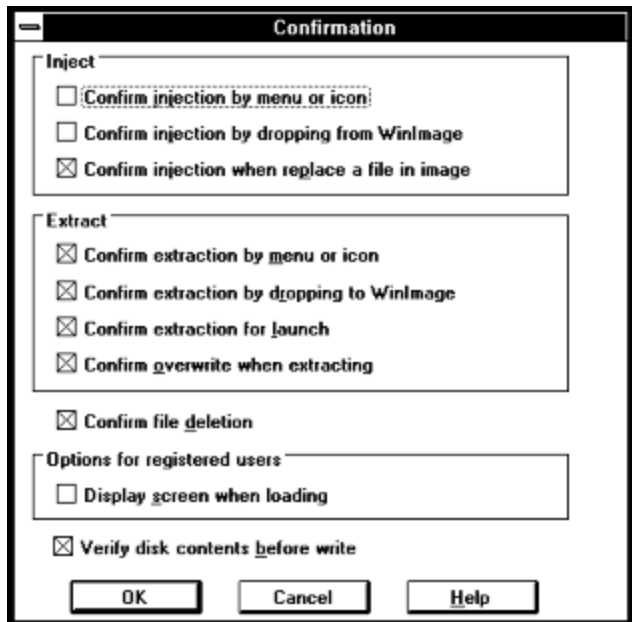 Confirmation
Inject
Confirm injection by menu or icon
Confirm injection by dropping from WinImage
Confirm injection when replace a file in image
Extract
Confirm extraction by menu or icon
Confirm extraction by dropping to WinImage
Confirm extraction for launch
Confirm overwrite when extracting
Confirm file deletion
Options for registered users
Display screen when loading
Verify disk contents before write
OK Cancel Help